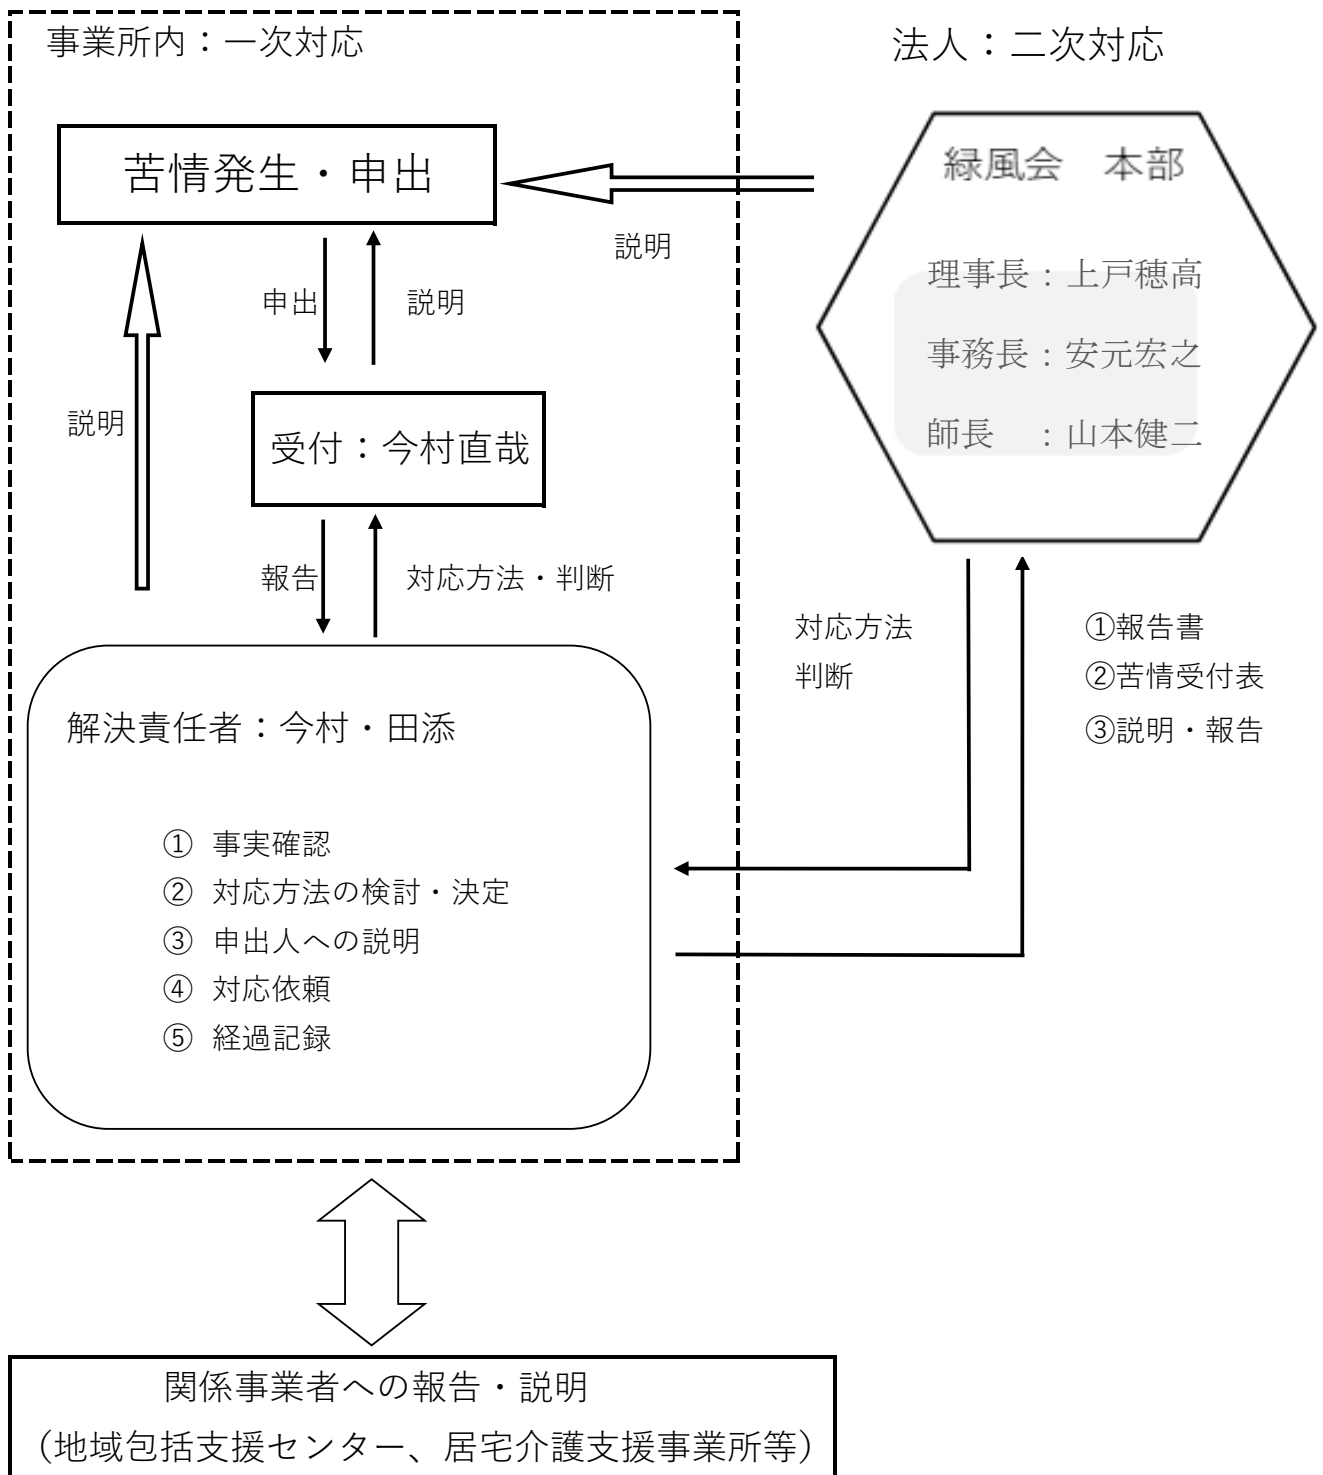 事業所内：一次対応
法人：二次対応
苦情発生・申出
緑風会　本部
説明
理事長：上戸穂高
申出
説明
事務長：安元宏之
説明
受付：今村直哉
師長　：山本健二
報告
対応方法・判断
対応方法
判断
①報告書
②苦情受付表
③説明・報告
解決責任者：今村・田添
① 事実確認
② 対応方法の検討・決定
③ 申出人への説明
④ 対応依頼
⑤ 経過記録
関係事業者への報告・説明
（地域包括支援センター、居宅介護支援事業所等）